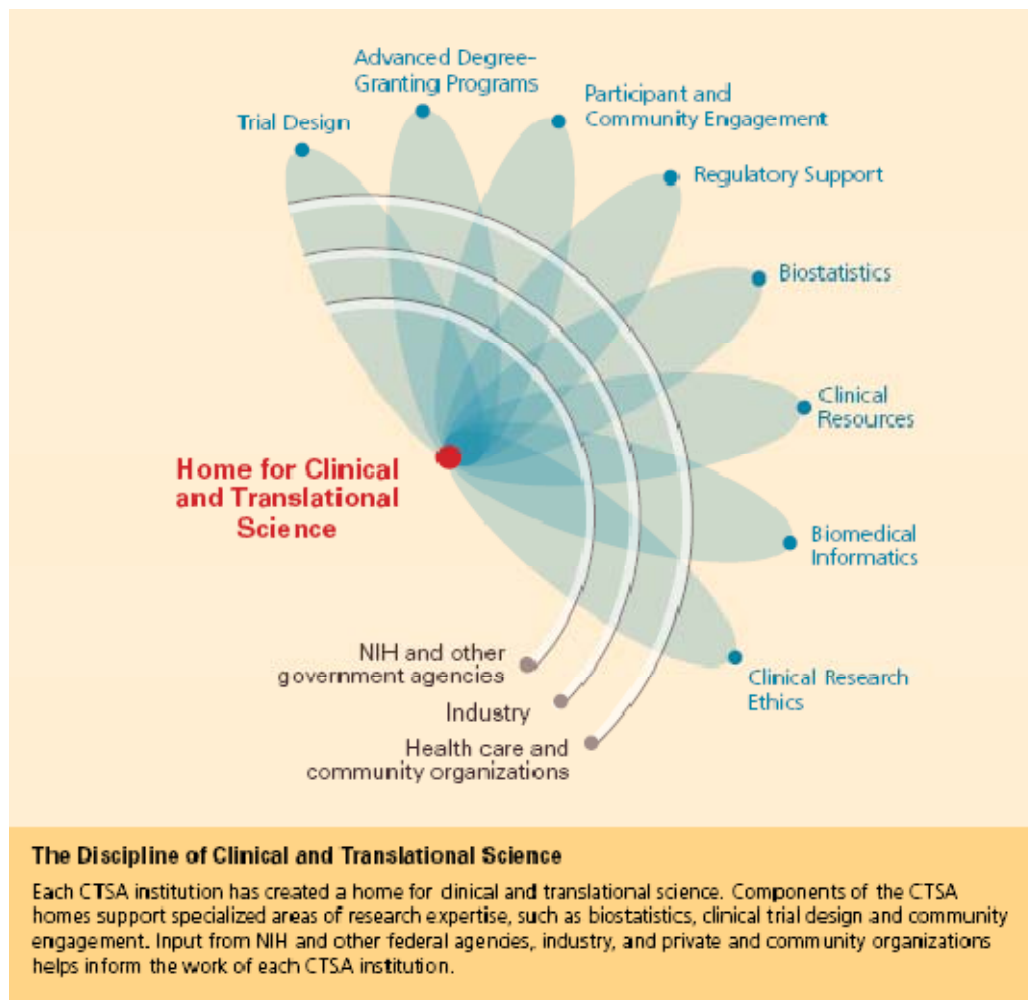 Advanced Degree-
Granting Programs
Participant and
Community Engagement
Trial Design
Regulatory Support
Biostatistics
Clinical
Resources
Home for Clinical
and Translational
Science
Biomedical
Informatics
NIH and other
government agencies
Clinical Research
Ethics
Industry
Health care and
community organizations
The Discipline of Clinical and Translational Science
Each CTSA institution has created a home for clinical and translational science. Components of the CTSA
homes support specialized areas of research expertise, such as biostatistics, clinical trial design and community
engagement. Input from NIH and other federal agencies, industry, and private and community organizations
helps inform the work of each CTSA institution.